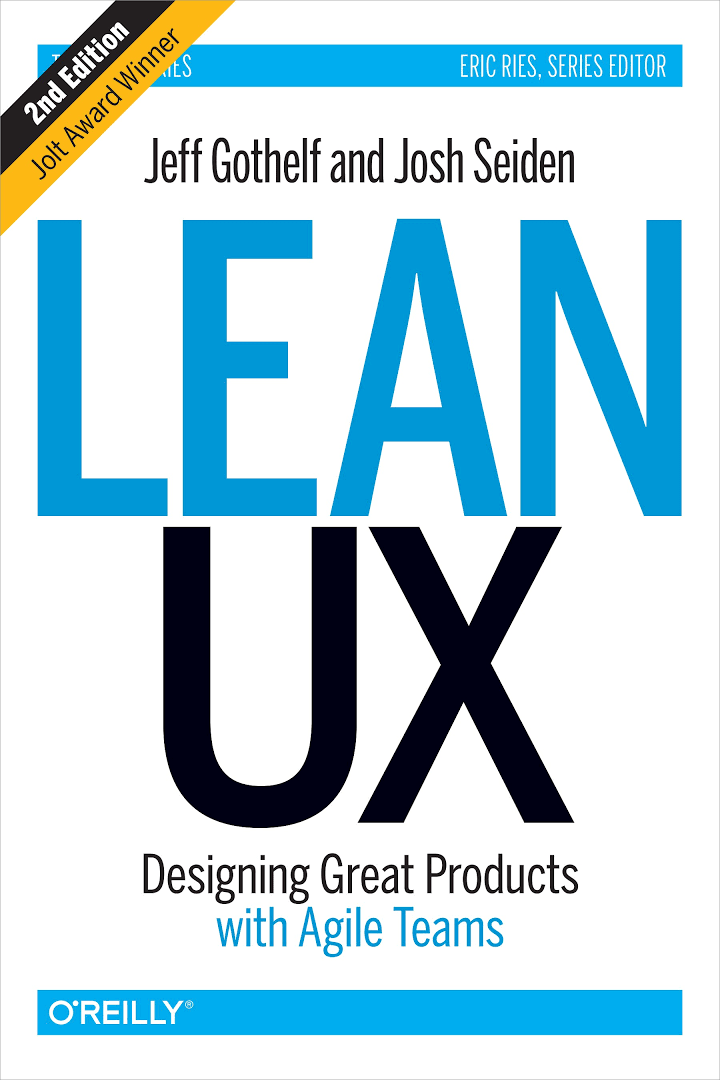 2nd Edition
Jolt Award Winner
ERIC RIES, SERIES EDITOR
Jeff Gothelf and Josh Seiden
LEAN
UX
Designing Great Products
with Agile Teams
O'REILLY®